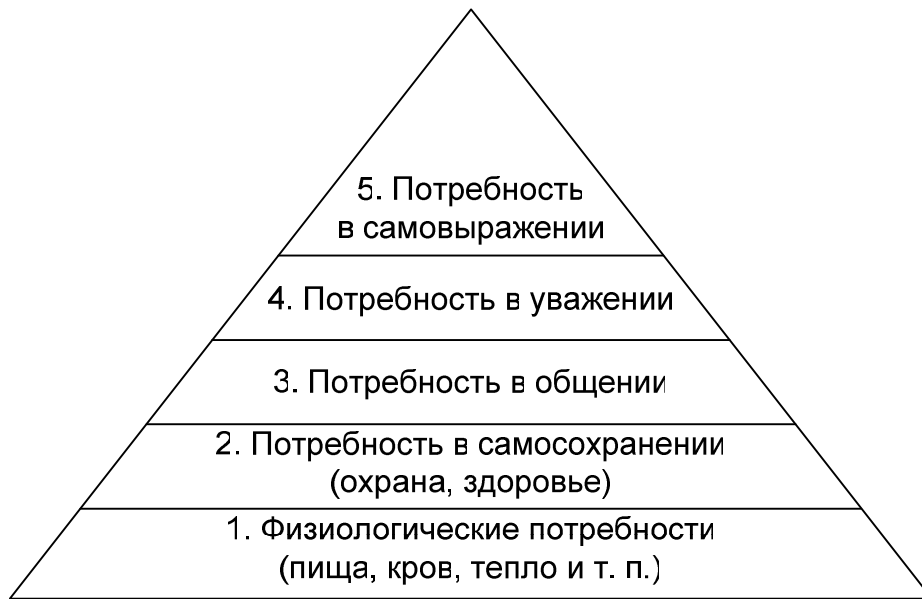 5. Потребность
в самовыражении
4. Потребность в уважении
3. Потребность в общении
2. Потребность в самосохранении
(охрана, здоровье)
1. Физиологические потребности
(пища, кров, тепло и т. п.)